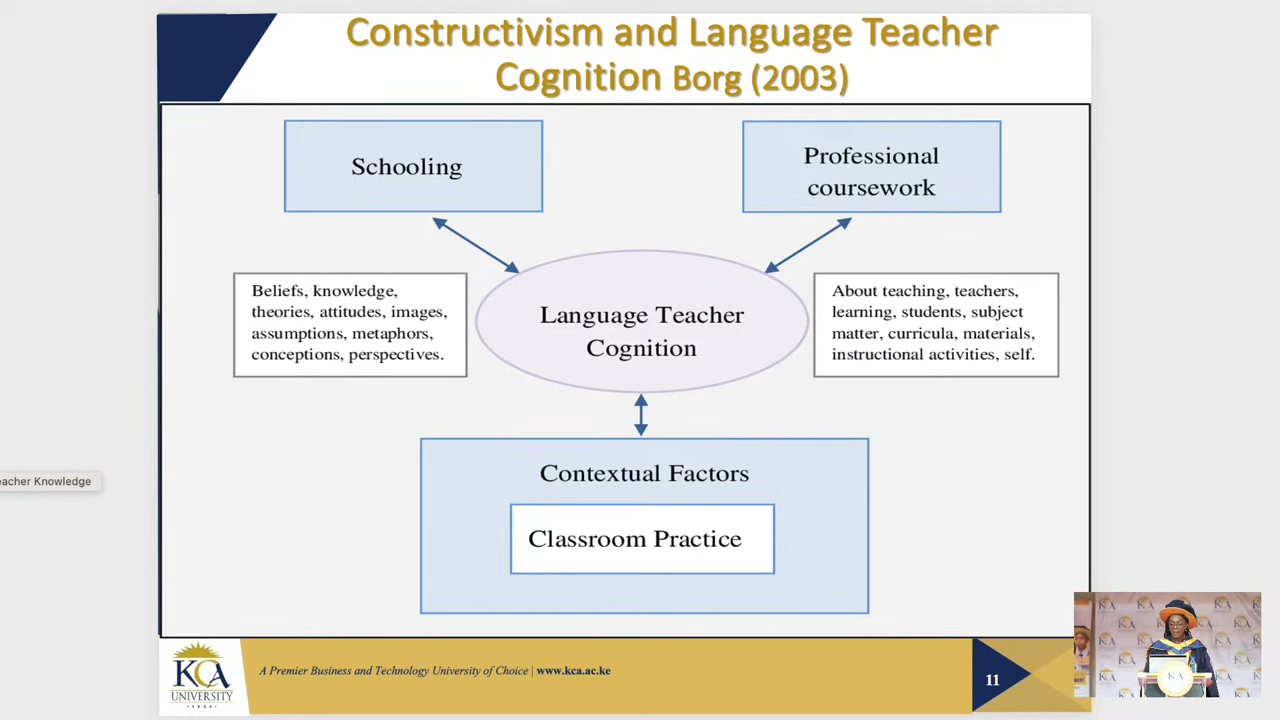 Constructivism and Language Teacher
Cognition Borg (2003)
Schooling
Professional
coursework
Beliefs, knowledge,
theories, attitudes, images,
assumptions, metaphors,
conceptions, perspectives.
Language Teacher
Cognition
About teaching, teachers,
learning, students, subject
matter, curricula, materials,
instructional activities, self.
Contextual Factors
Classroom Practice
eacher Knowledge
KCA
UNIVERSITY
A Premier Business and Technology University of Choice | www.kca.ac.ke
11